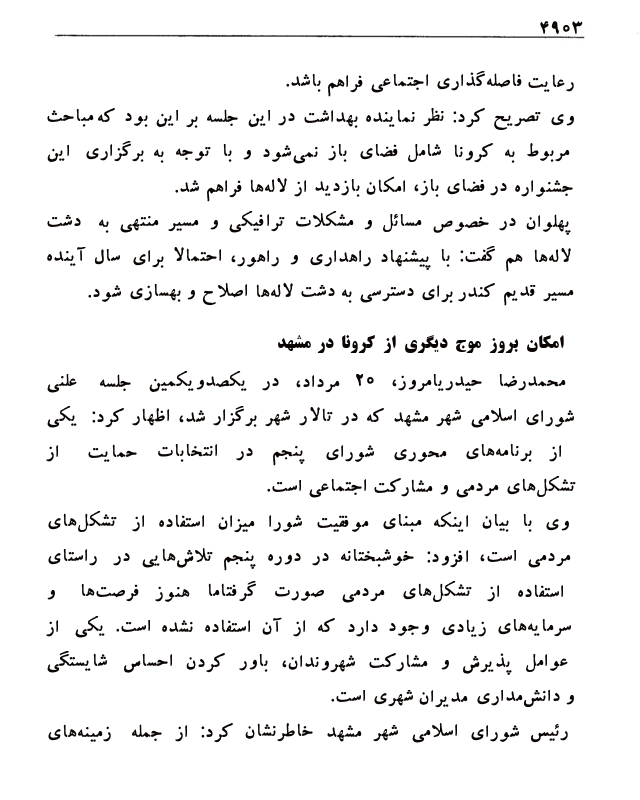 ۴۹۰۳
رعایت فاصله‌گذاری اجتماعی فراهم باشد.
وی تصریح کرد: نظر نماینده بهداشت در این جلسه بر این بود که مباحث
مربوط به کرونا شامل فضای باز نمی‌شود و با توجه به برگزاری این
جشنواره در فضای باز، امکان بازدید از لاله‌ها فراهم شد.
پهلوان در خصوص مسائل و مشکلات ترافیکی و مسیر منتهی به دشت
لاله‌ها هم گفت: با پیشنهاد راهداری و راهور، احتمالا برای سال آینده
مسیر قدیم کندر برای دسترسی به دشت لاله‌ها اصلاح و بهسازی شود.
امکان بروز موج دیگری از کرونا در مشهد
محمدرضا حیدریامروز، ۲۰ مرداد، در یکصدویکمین جلسه علنی
شورای اسلامی شهر مشهد که در تالار شهر برگزار شد، اظهار کرد: یکی
از برنامه‌های محوری شورای پنجم در انتخابات حمایت از
تشکل‌های مردمی و مشارکت اجتماعی است.
وی با بیان اینکه مبنای موفقیت شورا میزان استفاده از تشکل‌های
مردمی است، افزود: خوشبختانه در دوره پنجم تلاش‌هایی در راستای
استفاده از تشکل‌های مردمی صورت گرفتاما هنوز فرصت‌ها و
سرمایه‌های زیادی وجود دارد که از آن استفاده نشده است. یکی از
عوامل پذیرش و مشارکت شهروندان، باور کردن احساس شایستگی
و دانش‌مداری مدیران شهری است.
رئیس شورای اسلامی شهر مشهد خاطرنشان کرد: از جمله زمینه‌های